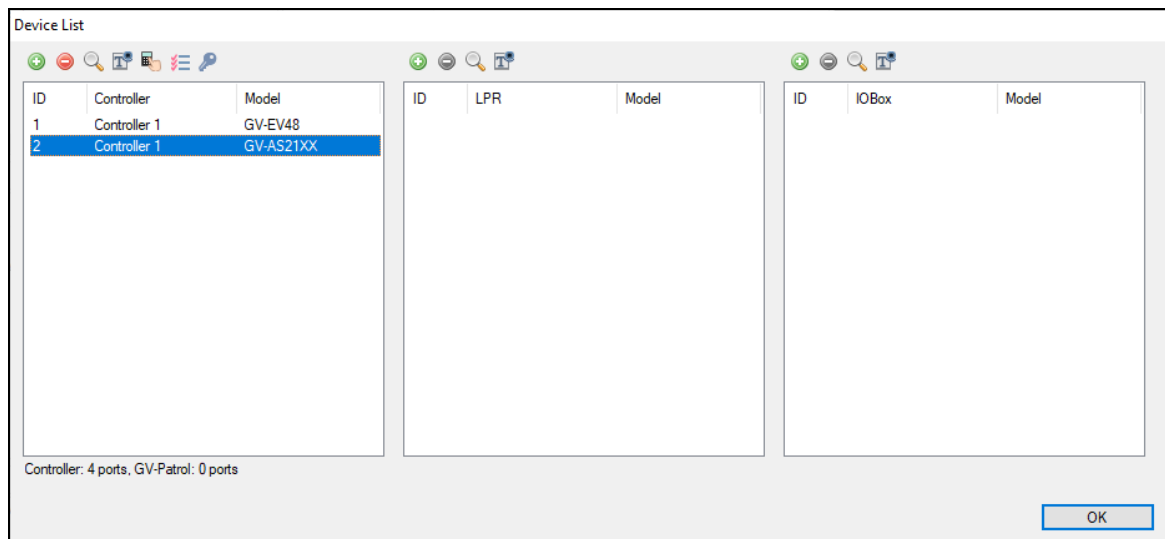 Device List
ID Controller Model
1 Controller 1 GV-EV48
2 Controller 1 GV-AS21XX
ID LPR Model
ID IOBox Model
Controller: 4 ports, GV-Patrol: 0 ports
OK